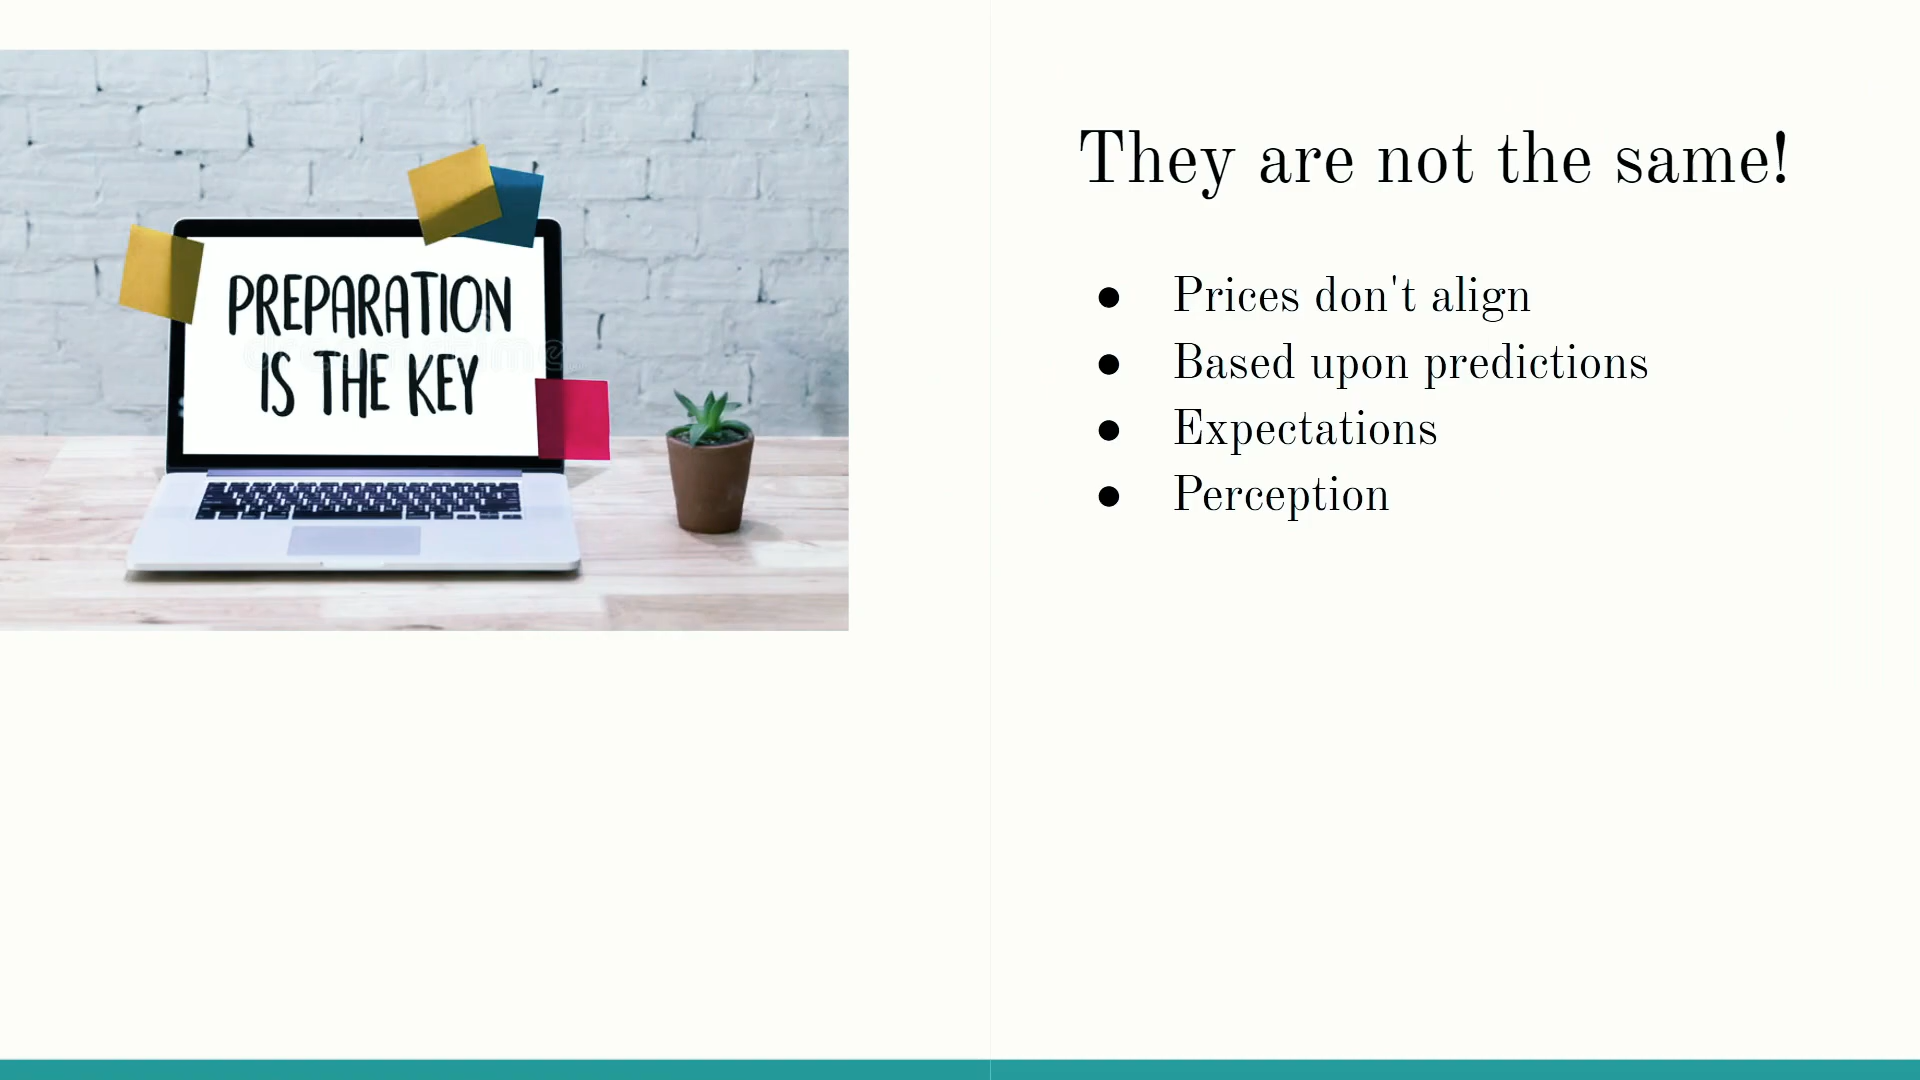 PREPARATION
IS THE KEY
They are not the same!
● Prices don't align
● Based upon predictions
● Expectations
● Perception